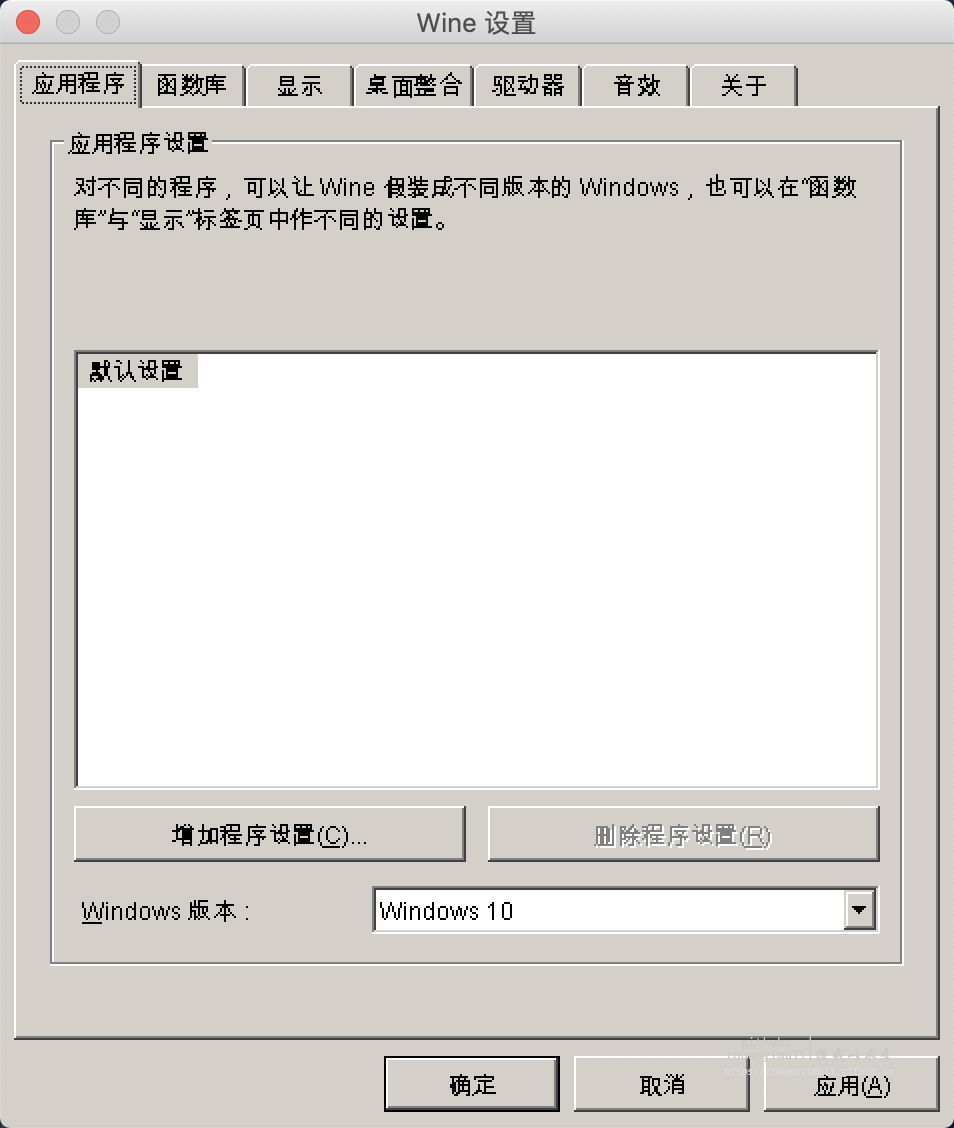 Wine 设置
应用程序 函数库 显示 桌面整合 驱动器 音效 关于
应用程序设置
对不同的程序，可以让 Wine 假装成不同版本的 Windows，也可以在“函数
库”与“显示”标签页中作不同的设置。
默认设置
增加程序设置(C)... 删除程序设置(R)
Windows 版本： Windows 10
确定 取消 应用(A)